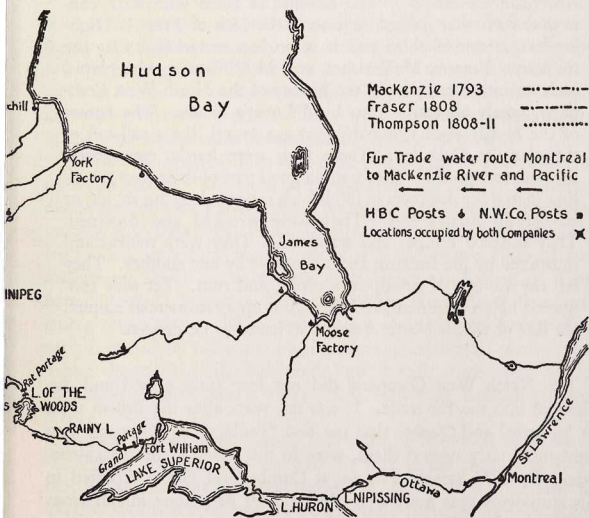 Hudson
Bay
MacKenzie 1793
Fraser 1808
Thompson 1808-11
Fur Trade water route Montreal
to MacKenzie River and Pacific
HBC Posts N.W.Co. Posts
Locations occupied by both Companies
chill
York
Factory
James
Bay
INIPEG
Moose
Factory
Rat Portage
L. OF THE
WOODS
S
RAINY L.
Grand Portage
Fort William
LAKE SUPERIOR
L. HURON
L. NIPISSING
Ottawa
Montreal
St. Lawrence